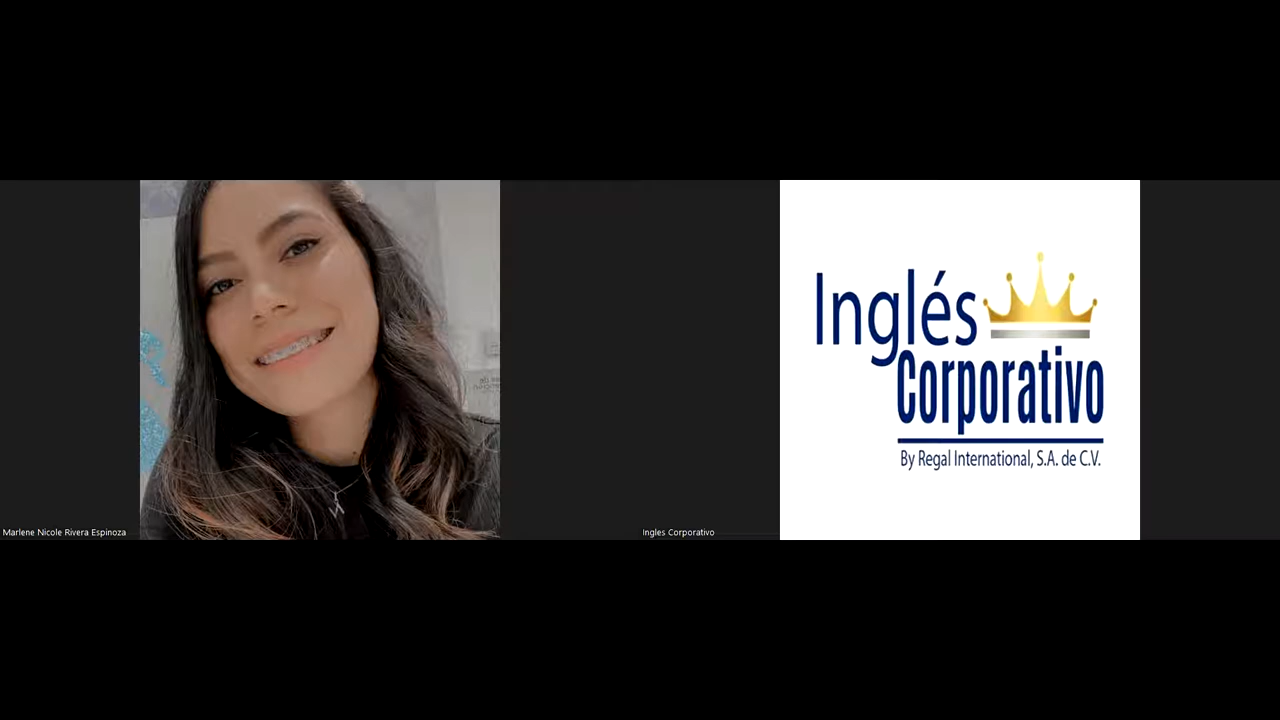 Inglés
Corporativo
By Regal International, S.A. de C.V.
Marlene Nicole Rivera Espinoza
Ingles Corporativo